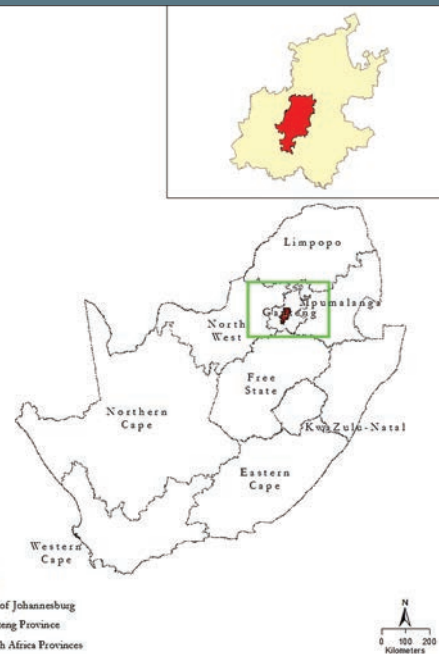 Limpopo
Mpumalanga
Gauteng
North
West
Free
State
Northern
Cape
KwaZulu-Natal
Eastern
Cape
Western
Cape
of Johannesburg
teng Province
h Africa Provinces
N
0 100 200
Kilometers